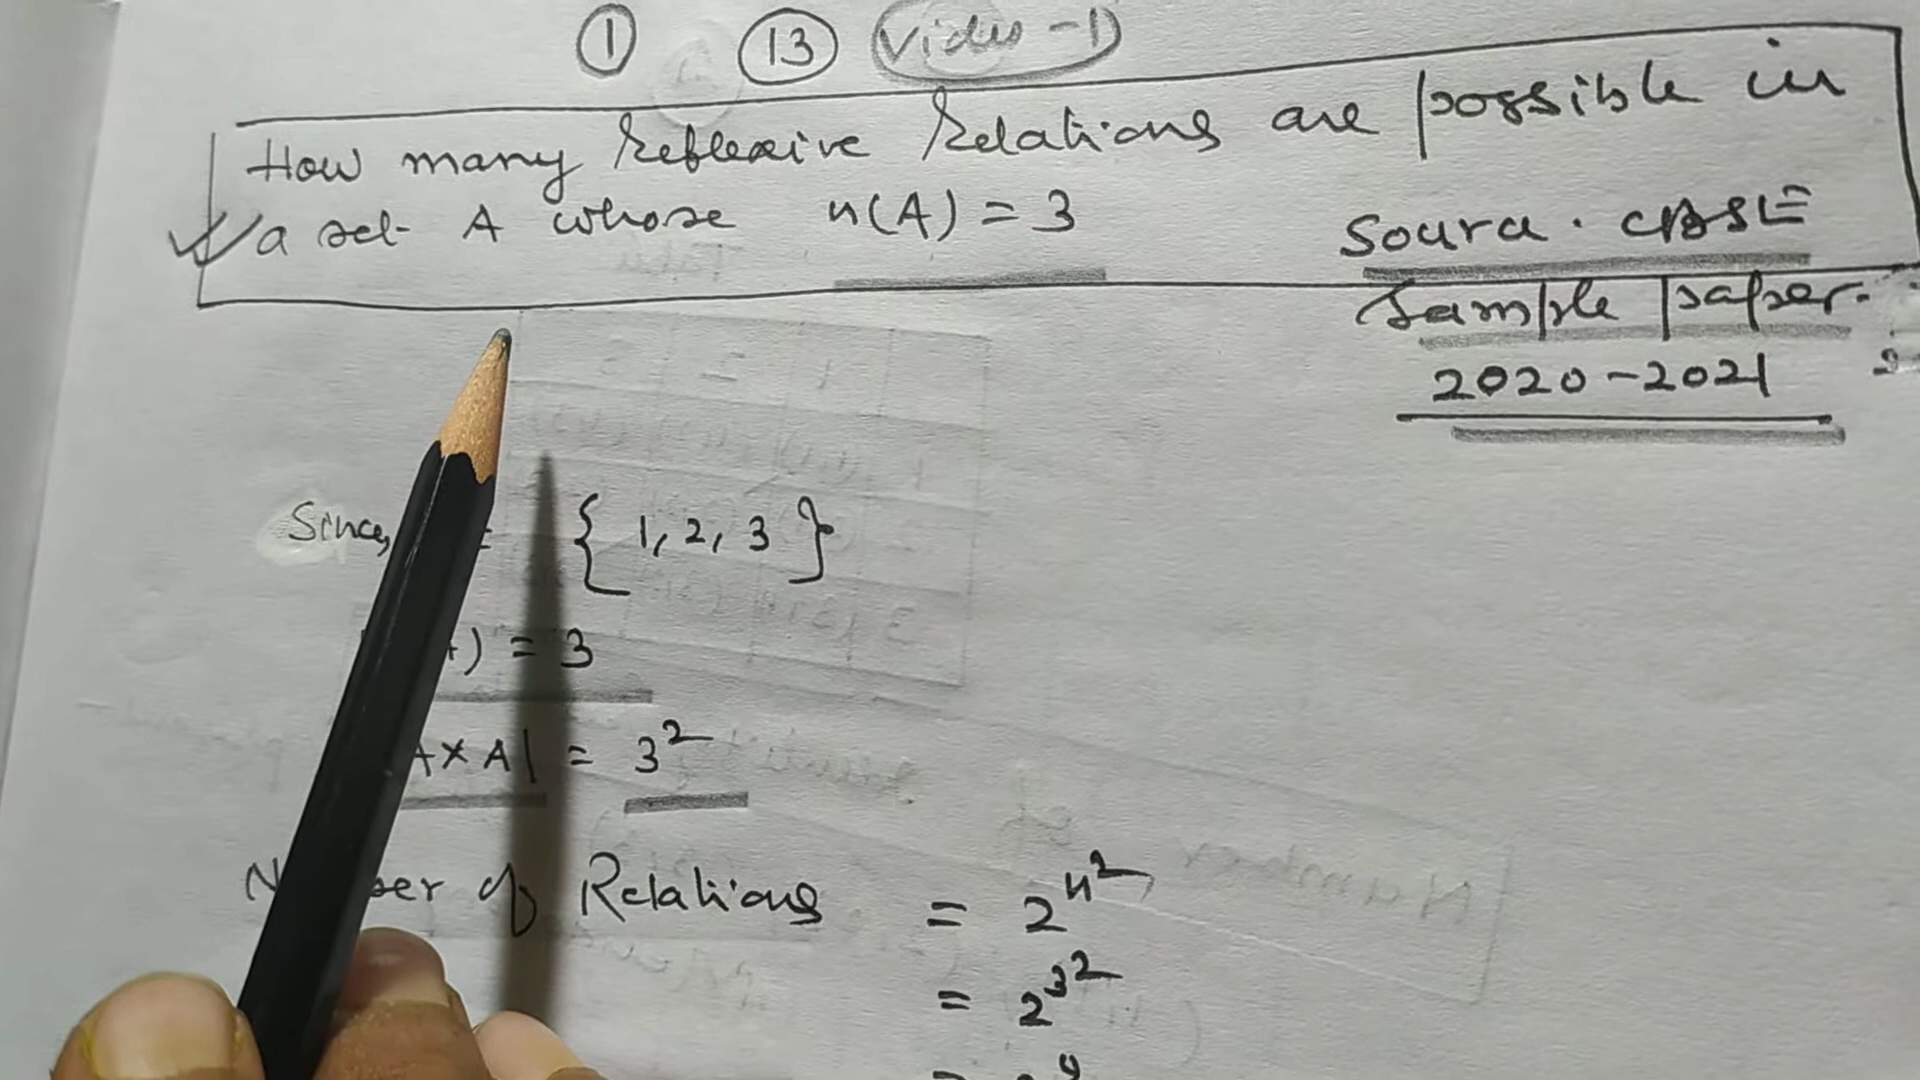 ① ⑬ Video -1
How many Reflexive Relations are possible in
a set A whose n(A) = 3
Source. CBSE
Sample paper.
2020-2021
Since, = { 1, 2, 3 }
) = 3
A×A| = 3²
Number of Relations = 2^n²
= 2^3²